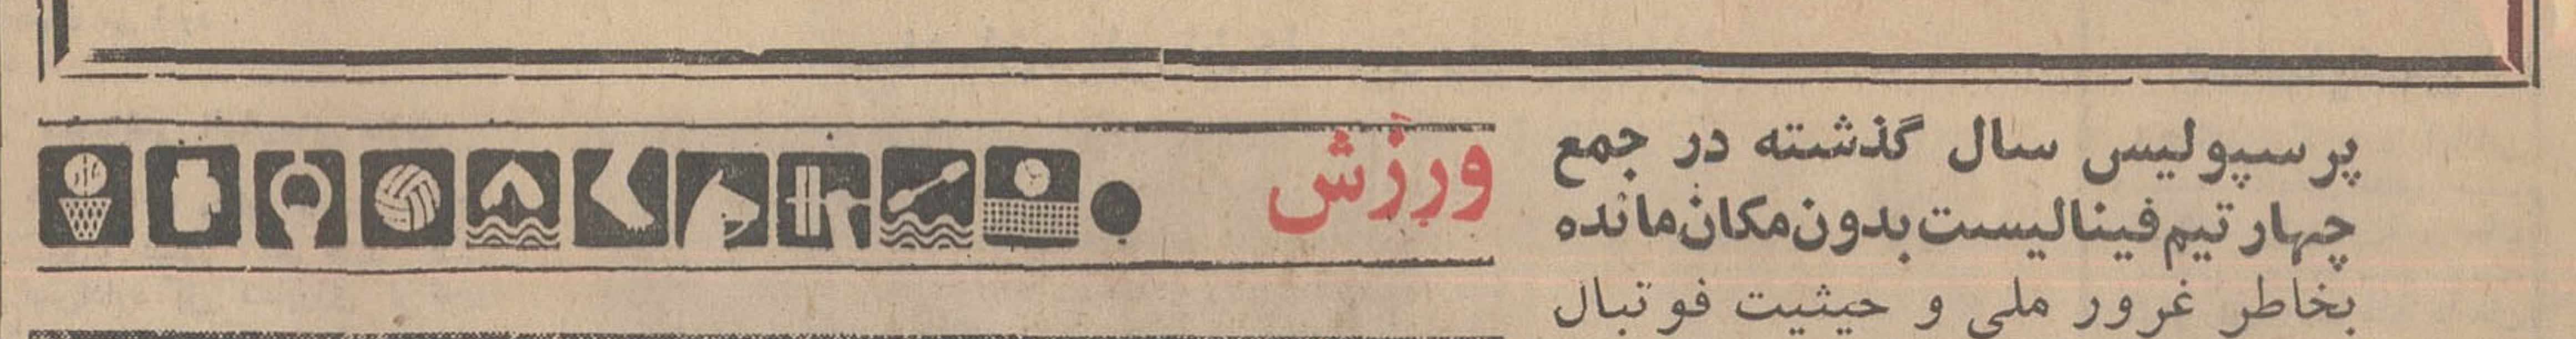 پرسپولیس سال گذشته در جمع
چهار تیم فینالیست بدون مکان مانده
بخاطر غرور ملی و حیثیت فوتبال
ورزش